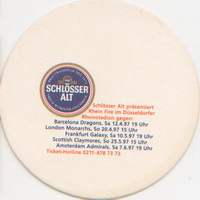 SCHLÖSSER
ALT
Schlösser Alt präsentiert
Rhein Fire im Düsseldorfer
Rheinstadion gegen:
Barcelona Dragons, Sa 12.4.97 19 Uhr
London Monarchs, So 20.4.97 15 Uhr
Frankfurt Galaxy, Sa 10.5.97 19 Uhr
Scottish Claymores, So 25.5.97 15 Uhr
Amsterdam Admirals, Sa 7.6.97 19 Uhr
Ticket-Hotline 0211-478 73 73